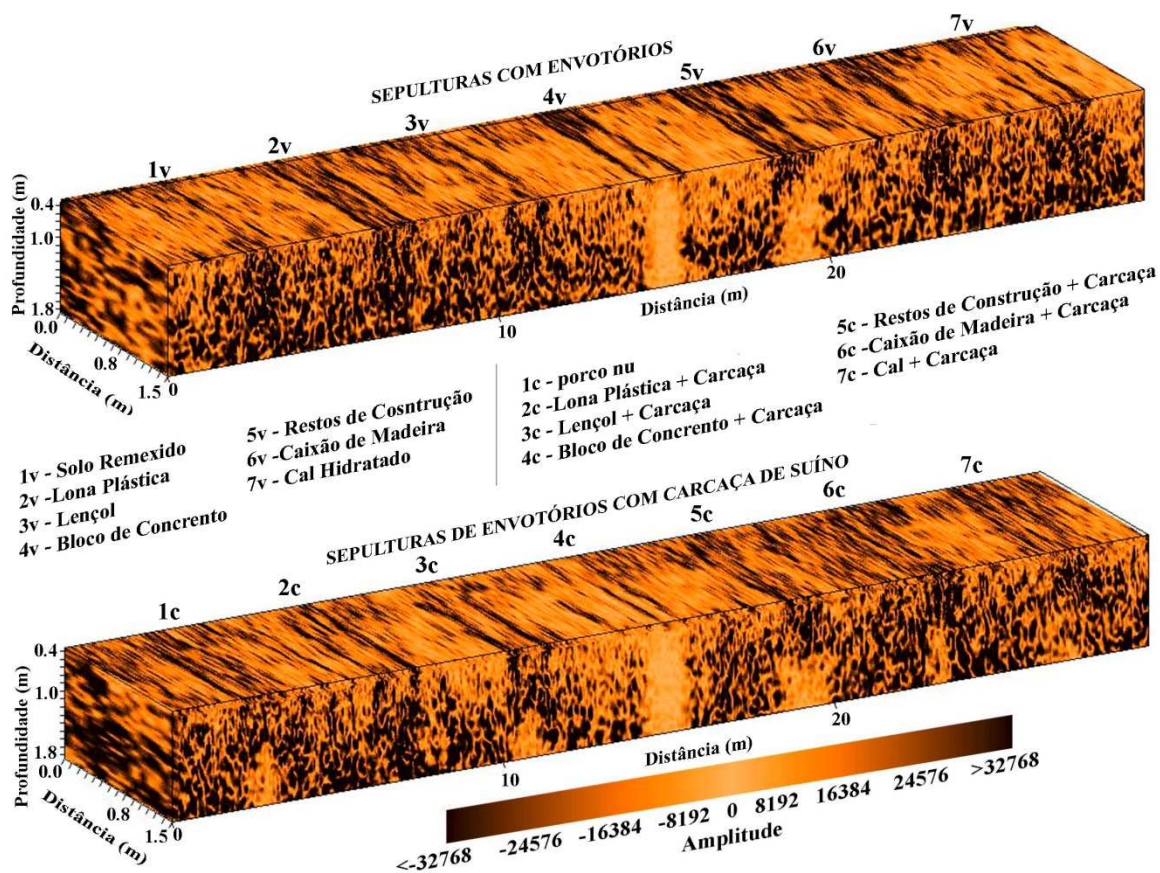 SEPULTURAS COM ENVOTÓRIOS
1v
2v
3v
4v
5v
6v
7v
Profundidade (m)
0.4
1.0
1.8
0.0
0.8
1.5
Distância (m)
0
10
20
Distância (m)
1v - Solo Remexido
2v -Lona Plástica
3v - Lençol
4v - Bloco de Concrento
5v - Restos de Cosntrução
6v -Caixão de Madeira
7v - Cal Hidratado
1c - porco nu
2c -Lona Plástica + Carcaça
3c - Lençol + Carcaça
4c - Bloco de Concrento + Carcaça
5c - Restos de Construção + Carcaça
6c -Caixão de Madeira + Carcaça
7c - Cal + Carcaça
SEPULTURAS DE ENVOTÓRIOS COM CARCAÇA DE SUÍNO
1c
2c
3c
4c
5c
6c
7c
Profundidade (m)
0.4
1.0
1.8
0.0
0.8
1.5
Distância (m)
0
10
20
Distância (m)
<-32768 -24576 -16384 -8192 0 8192 16384 24576 >32768
Amplitude